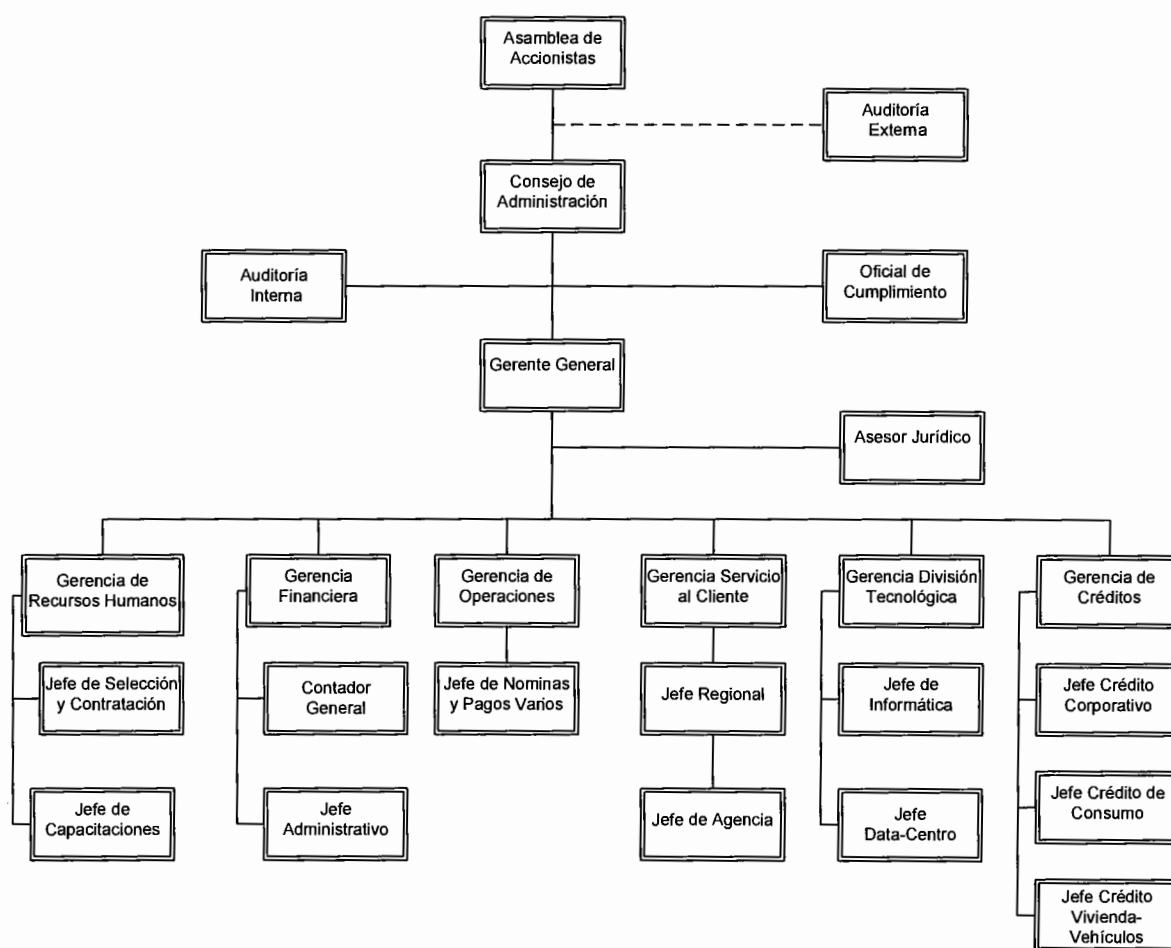 Asamblea de
Accionistas
Auditoría
Externa
Consejo de
Administración
Auditoría
Interna
Oficial de
Cumplimiento
Gerente General
Asesor Jurídico
Gerencia de
Recursos Humanos
Gerencia
Financiera
Gerencia de
Operaciones
Gerencia Servicio
al Cliente
Gerencia División
Tecnológica
Gerencia de
Créditos
Jefe de Selección
y Contratación
Contador
General
Jefe de Nominas
y Pagos Varios
Jefe Regional
Jefe de
Informática
Jefe Crédito
Corporativo
Jefe de
Capacitaciones
Jefe
Administrativo
Jefe de Agencia
Jefe
Data-Centro
Jefe Crédito de
Consumo
Jefe Crédito
Vivienda-
Vehículos